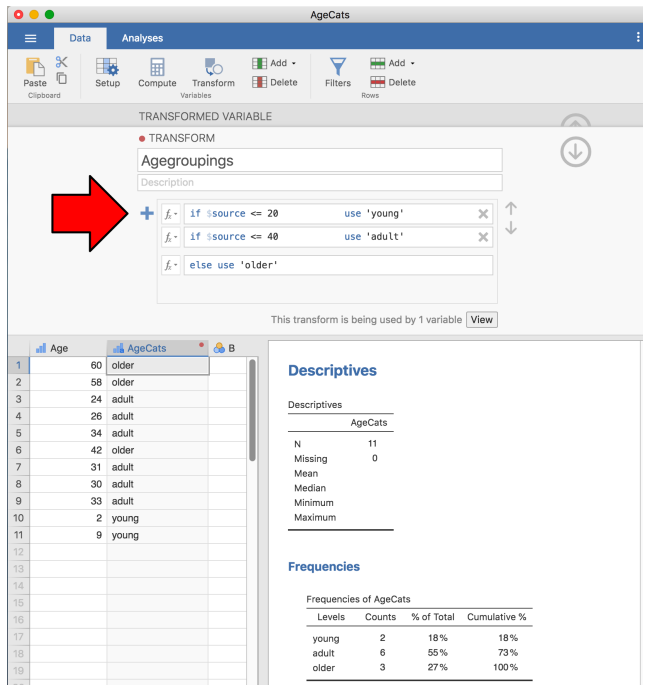 AgeCats
Data Analyses
Paste Setup Compute Transform Add Delete Filters Add Delete
Clipboard Variables Rows
TRANSFORMED VARIABLE
TRANSFORM
Agegroupings
Description
fx if $source <= 20 use 'young'
fx if $source <= 40 use 'adult'
fx else use 'older'
This transform is being used by 1 variable View
Age AgeCats B
1 60 older
2 58 older
3 24 adult
4 26 adult
5 34 adult
6 42 older
7 31 adult
8 30 adult
9 33 adult
10 2 young
11 9 young
12
13
14
15
16
17
18
19
Descriptives
Descriptives
AgeCats
N 11
Missing 0
Mean
Median
Minimum
Maximum
Frequencies
Frequencies of AgeCats
Levels Counts % of Total Cumulative %
young 2 18% 18%
adult 6 55% 73%
older 3 27% 100%